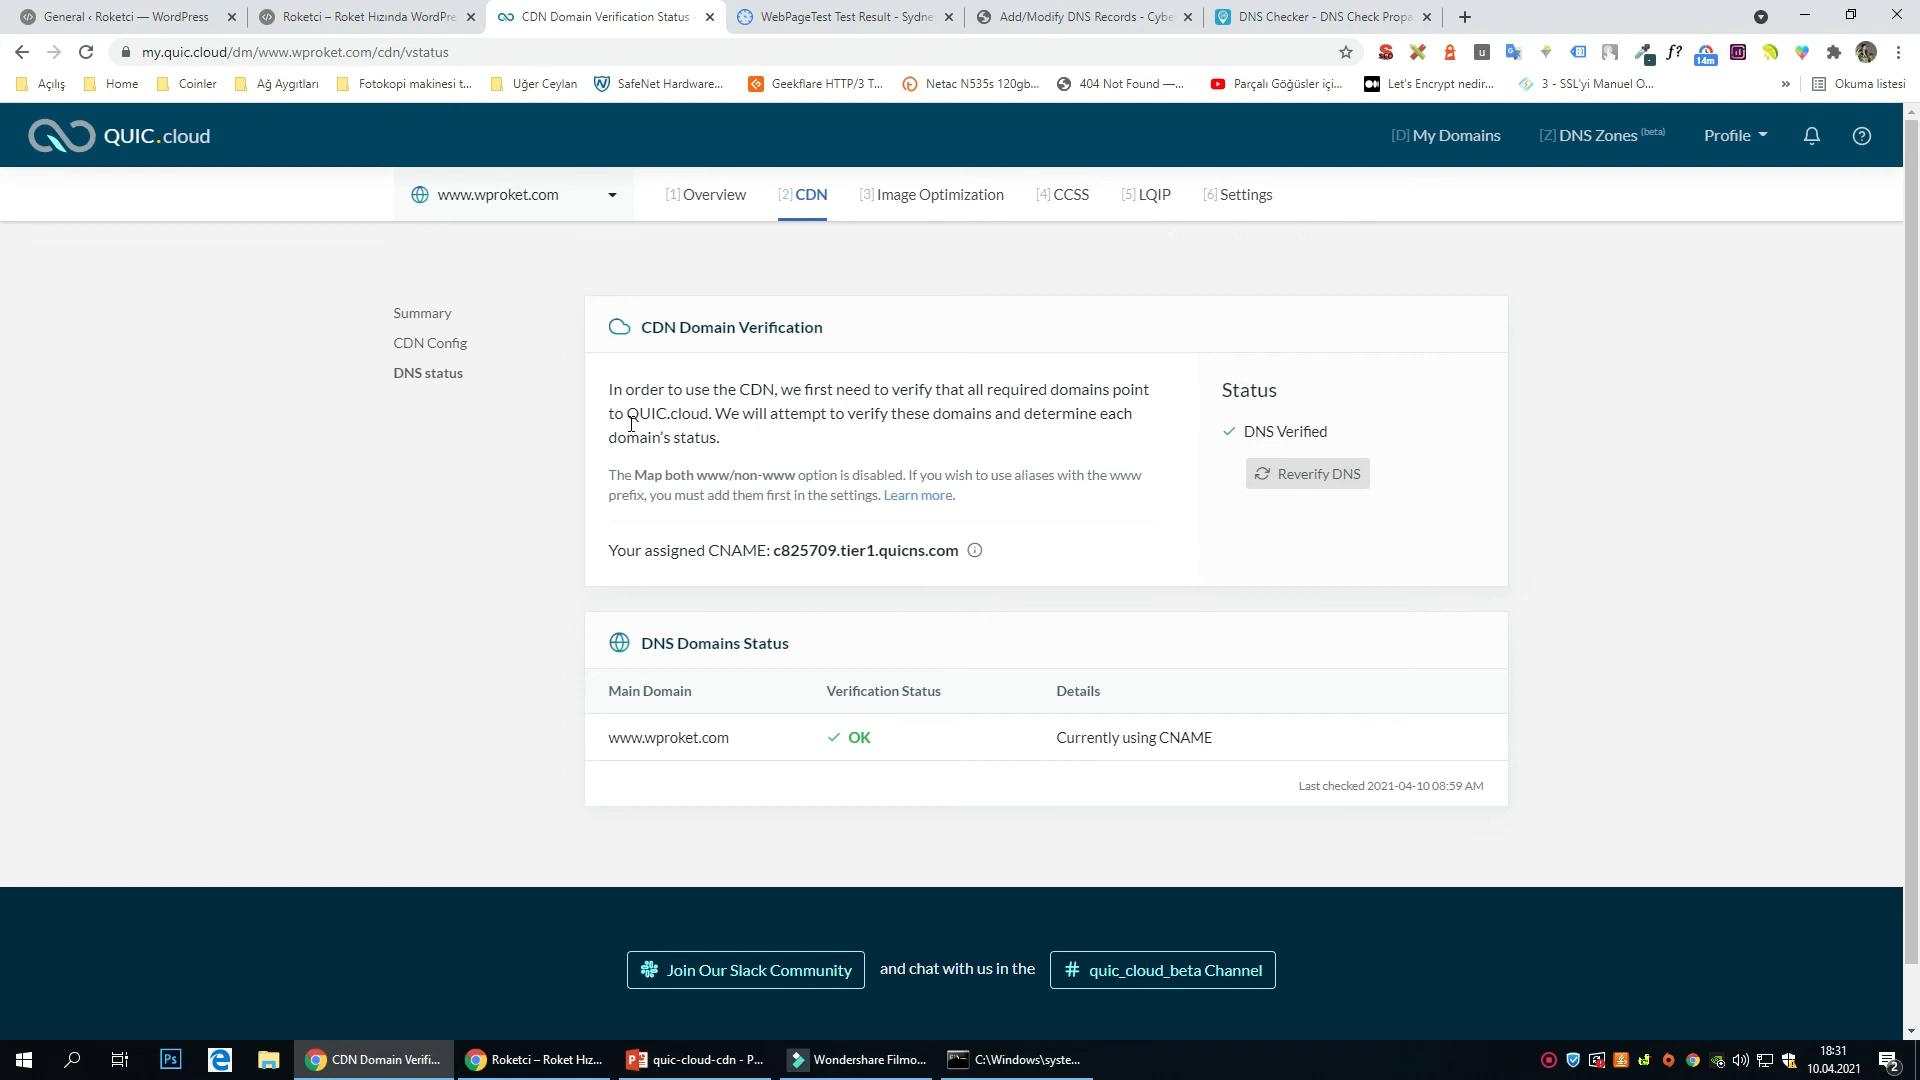 General ‹ Roketci — WordPress
Roketci – Roket Hızında WordPre
CDN Domain Verification Status
WebPageTest Test Result - Sydne
Add/Modify DNS Records - Cybe
DNS Checker - DNS Check Propa
my.quic.cloud/dm/www.wproket.com/cdn/vstatus
SEO
u
f?
14m
Açılış
Home
Coinler
Ağ Aygıtları
Fotokopi makinesi t...
Uğer Ceylan
SafeNet Hardware...
Geekflare HTTP/3 T...
Netac N535s 120gb...
404 Not Found —...
Parçalı Göğüsler içi...
Let's Encrypt nedir...
3 - SSL'yi Manuel O...
»
Okuma listesi
QUIC.cloud
[D] My Domains
[Z] DNS Zones (beta)
Profile
www.wproket.com
[1] Overview
[2] CDN
[3] Image Optimization
[4] CCSS
[5] LQIP
[6] Settings
Summary
CDN Config
DNS status
CDN Domain Verification
In order to use the CDN, we first need to verify that all required domains point
to QUIC.cloud. We will attempt to verify these domains and determine each
domain’s status.
The Map both www/non-www option is disabled. If you wish to use aliases with the www
prefix, you must add them first in the settings. Learn more.
Your assigned CNAME: c825709.tier1.quicns.com
Status
DNS Verified
Reverify DNS
DNS Domains Status
Main Domain
Verification Status
Details
www.wproket.com
OK
Currently using CNAME
Last checked 2021-04-10 08:59 AM
Join Our Slack Community
and chat with us in the
# quic_cloud_beta Channel
Ps
CDN Domain Verifi...
Roketci – Roket Hız...
quic-cloud-cdn - P...
Wondershare Filmo...
C:\Windows\syste...
18:31
10.04.2021
2